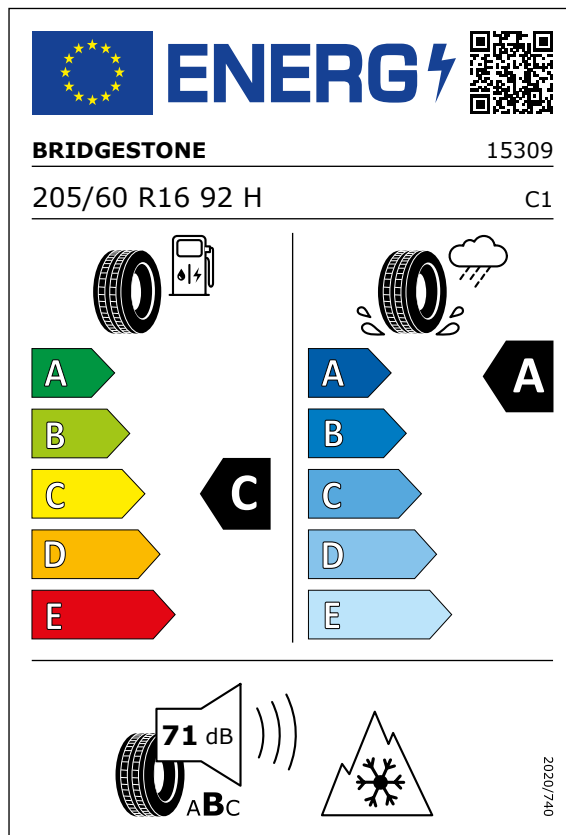 ENERG
BRIDGESTONE 15309
205/60 R16 92 H C1
A
B
C
D
E
C
A
B
C
D
E
A
71 dB
ABC
2020/740